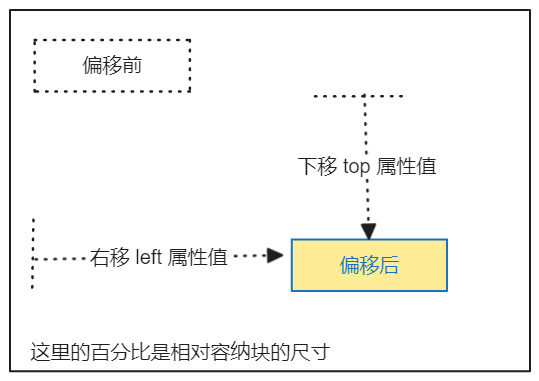 偏移前
下移 top 属性值
右移 left 属性值
偏移后
这里的百分比是相对容纳块的尺寸